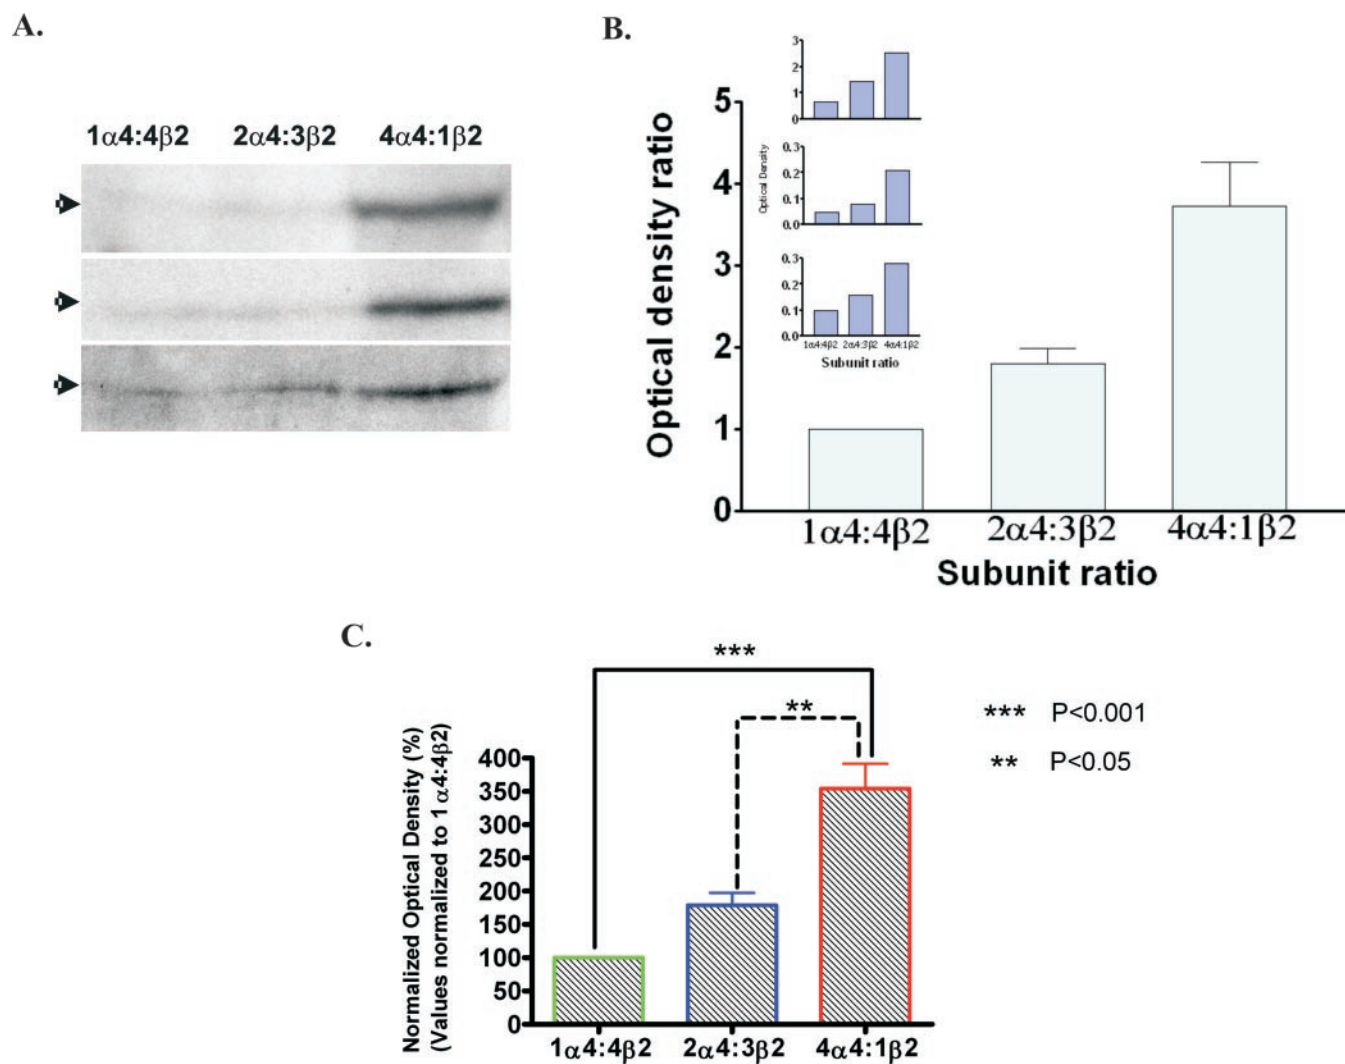 A.
1α4:4β2 2α4:3β2 4α4:1β2
B.
Optical density ratio
5
4
3
2
1
0
3
2
1
0
Optical Density
0.3
0.2
0.1
0.0
0.3
0.2
0.1
0.0
1α4:4β2 2α4:3β2 4α4:1β2
Subunit ratio
1α4:4β2 2α4:3β2 4α4:1β2
Subunit ratio
C.
Normalized Optical Density (%)
(Values normalized to 1α4:4β2)
400
350
300
250
200
150
100
50
0
***
**
1α4:4β2 2α4:3β2 4α4:1β2
*** P<0.001
** P<0.05